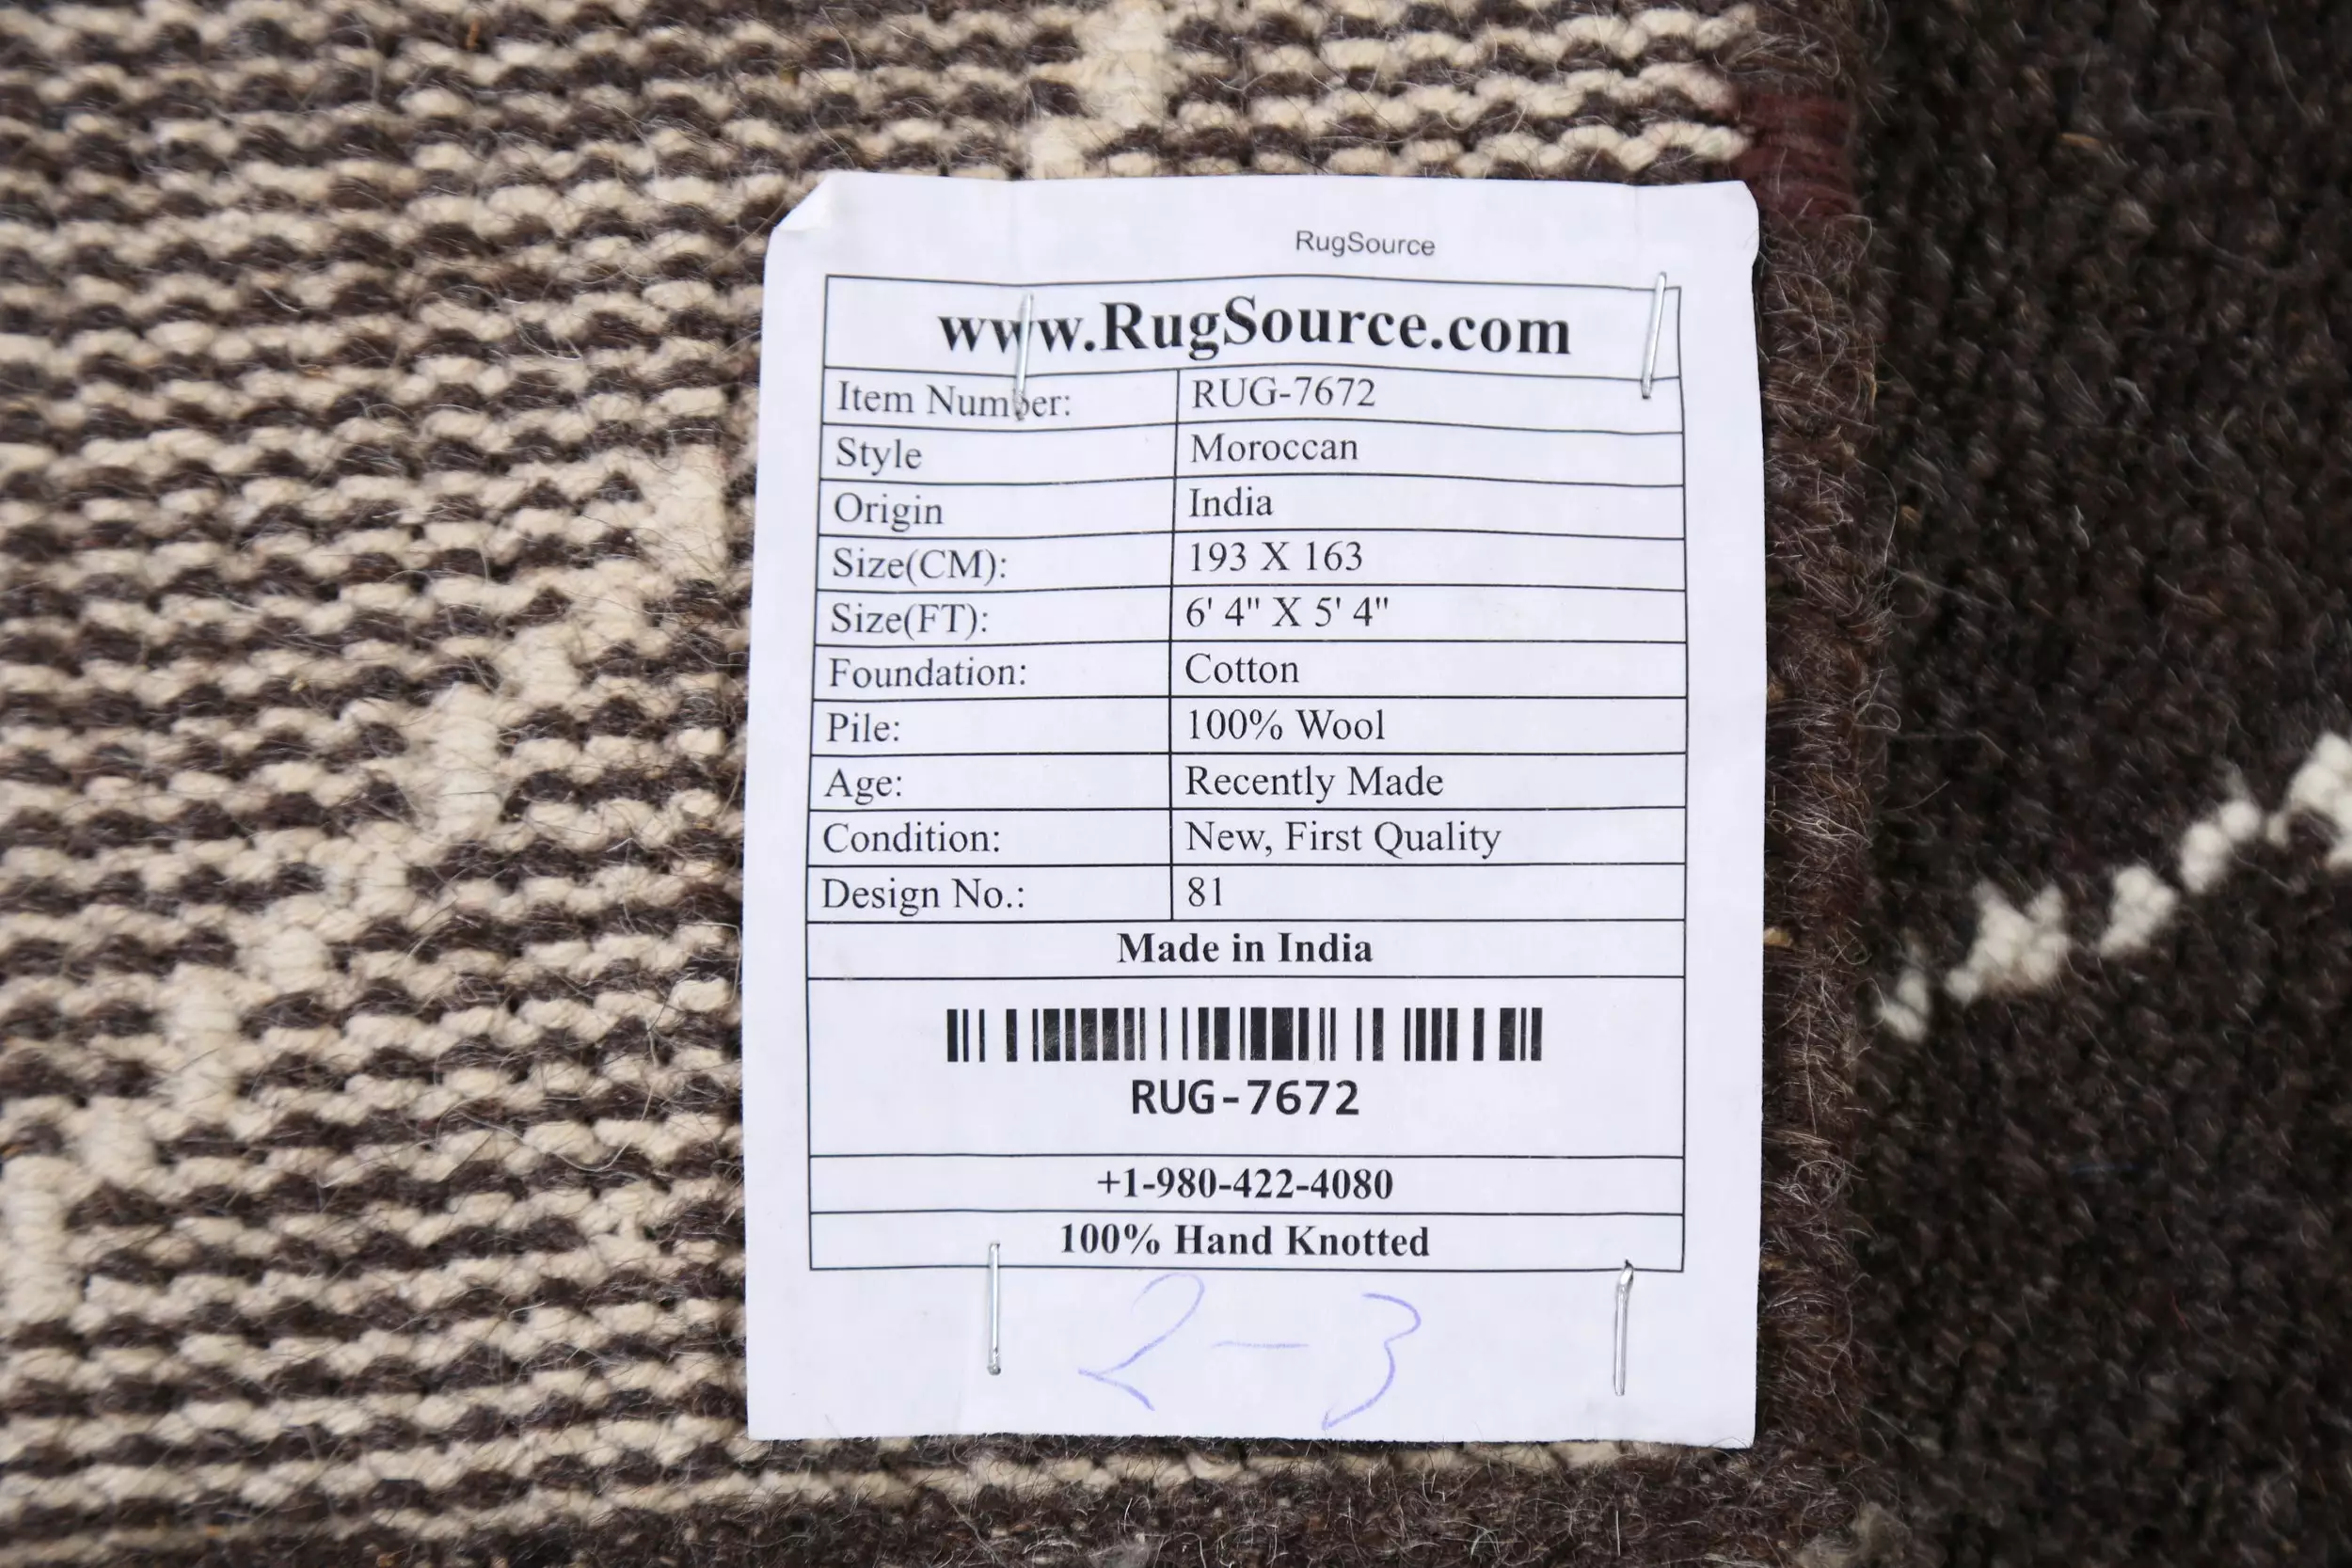 RugSource
www.RugSource.com
Item Number: RUG-7672
Style Moroccan
Origin India
Size(CM): 193 X 163
Size(FT): 6' 4" X 5' 4"
Foundation: Cotton
Pile: 100% Wool
Age: Recently Made
Condition: New, First Quality
Design No.: 81
Made in India
RUG-7672
+1-980-422-4080
100% Hand Knotted
2-3